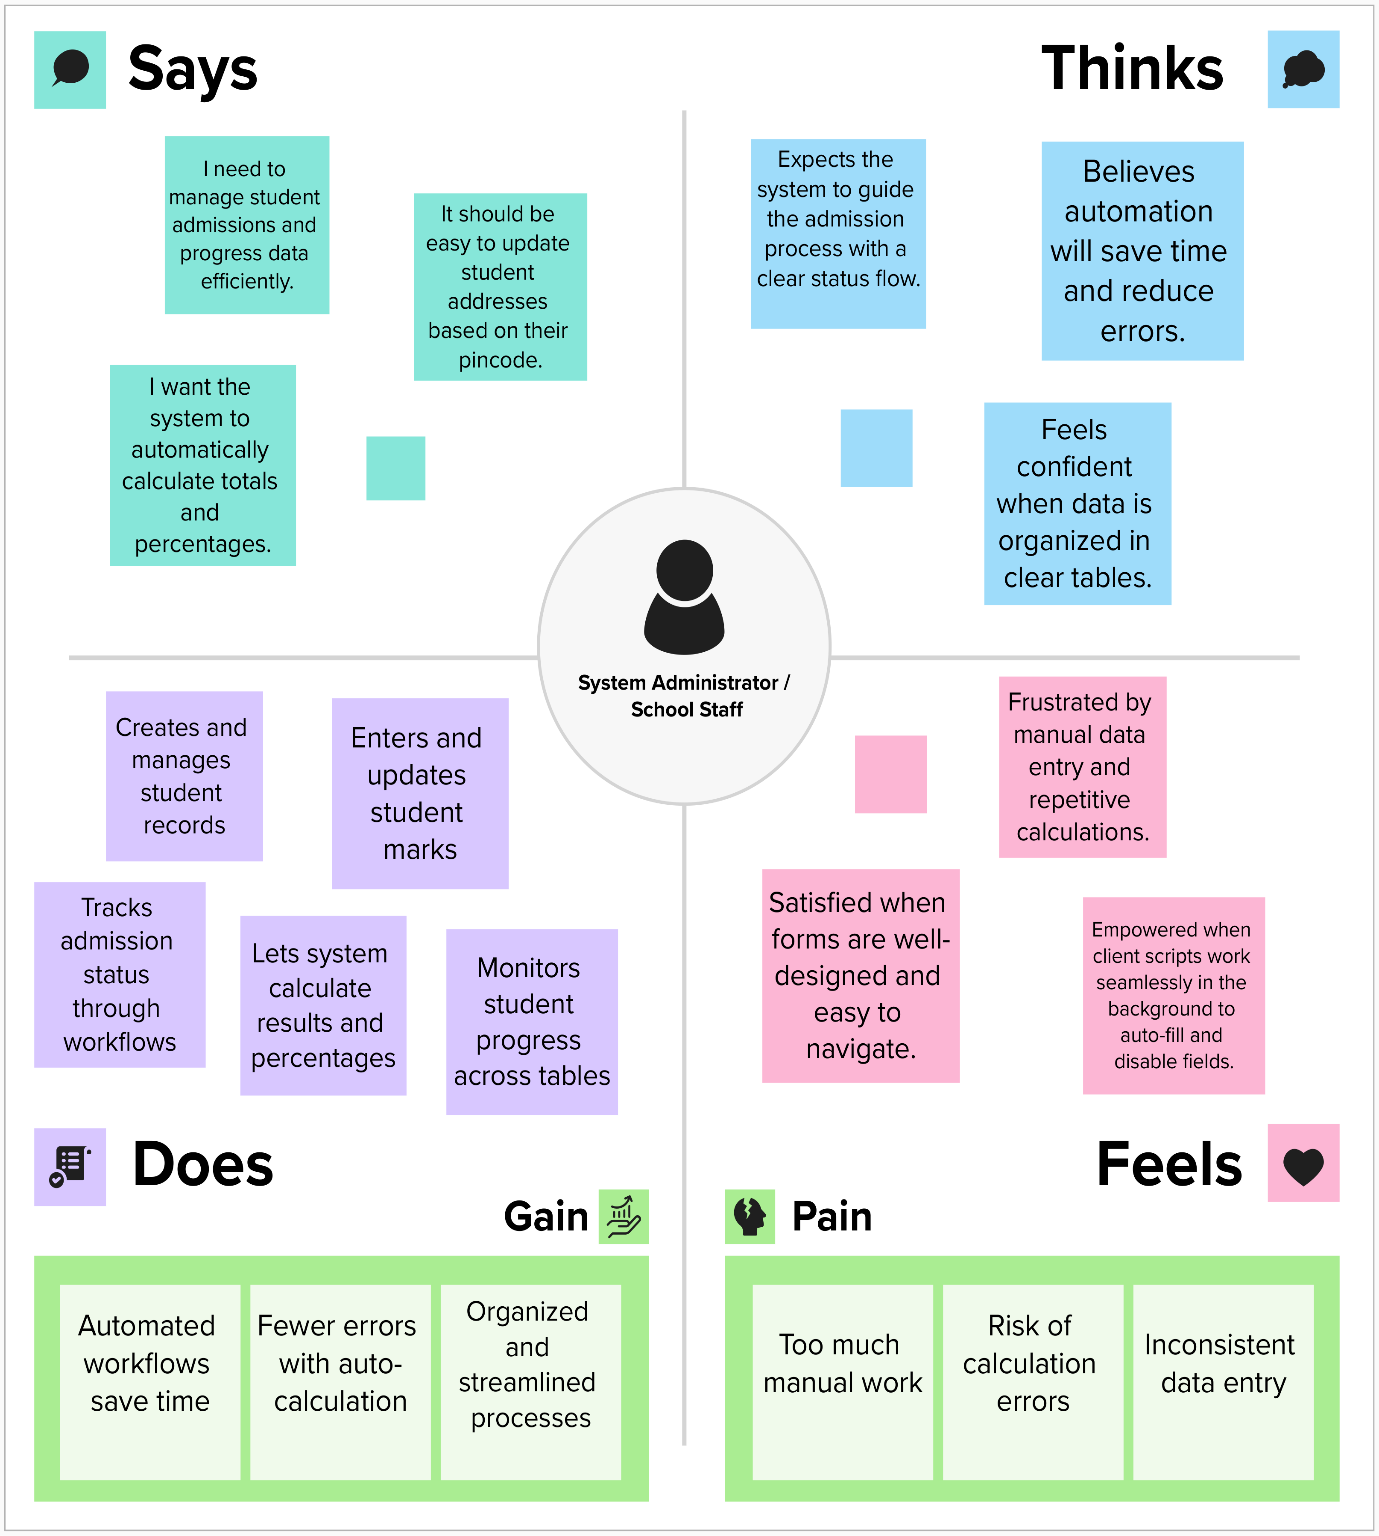 Says
I need to
manage student
admissions and
progress data
efficiently.
It should be
easy to update
student
addresses
based on their
pincode.
I want the
system to
automatically
calculate totals
and
percentages.
Thinks
Expects the
system to guide
the admission
process with a
clear status flow.
Believes
automation
will save time
and reduce
errors.
Feels
confident
when data is
organized in
clear tables.
System Administrator /
School Staff
Creates and
manages
student
records
Enters and
updates
student
marks
Tracks
admission
status
through
workflows
Lets system
calculate
results and
percentages
Monitors
student
progress
across tables
Does
Frustrated by
manual data
entry and
repetitive
calculations.
Satisfied when
forms are well-
designed and
easy to
navigate.
Empowered when
client scripts work
seamlessly in the
background to
auto-fill and
disable fields.
Feels
Gain
Automated
workflows
save time
Fewer errors
with auto-
calculation
Organized
and
streamlined
processes
Pain
Too much
manual work
Risk of
calculation
errors
Inconsistent
data entry